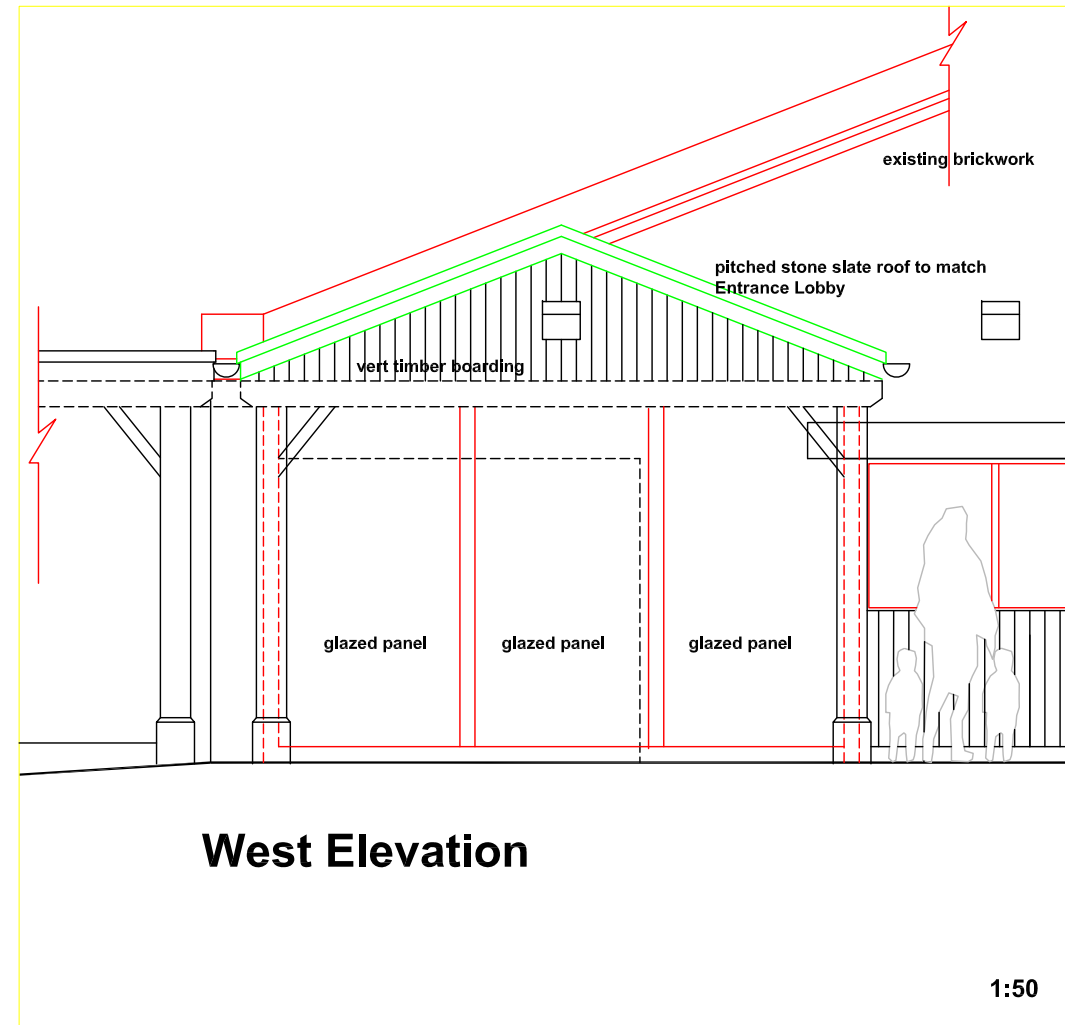 existing brickwork
pitched stone slate roof to match
Entrance Lobby
vert timber boarding
glazed panel
glazed panel
glazed panel
West Elevation
1:50